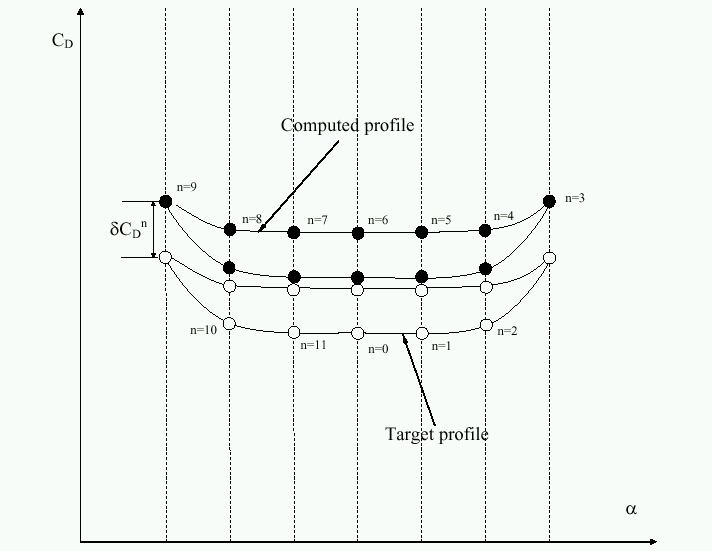 C_D
Computed profile
n=9
n=3
n=8
n=7
n=6
n=5
n=4
δC_D^n
n=10
n=11
n=0
n=1
n=2
Target profile
α